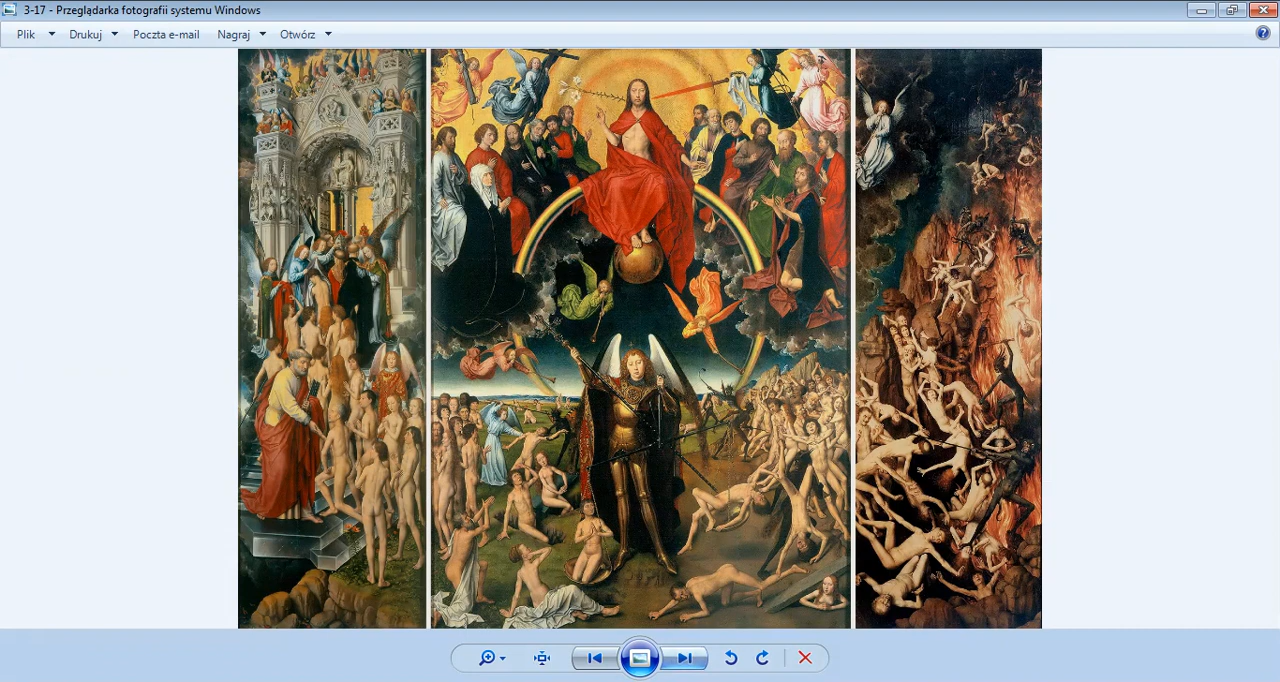 3-17 - Przeglądarka fotografii systemu Windows
Plik Drukuj Poczta e-mail Nagraj Otwórz